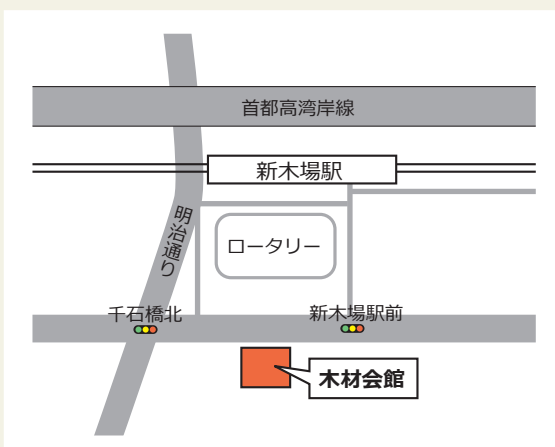 首都高湾岸線
新木場駅
明治通り
ロータリー
千石橋北
新木場駅前
木材会館